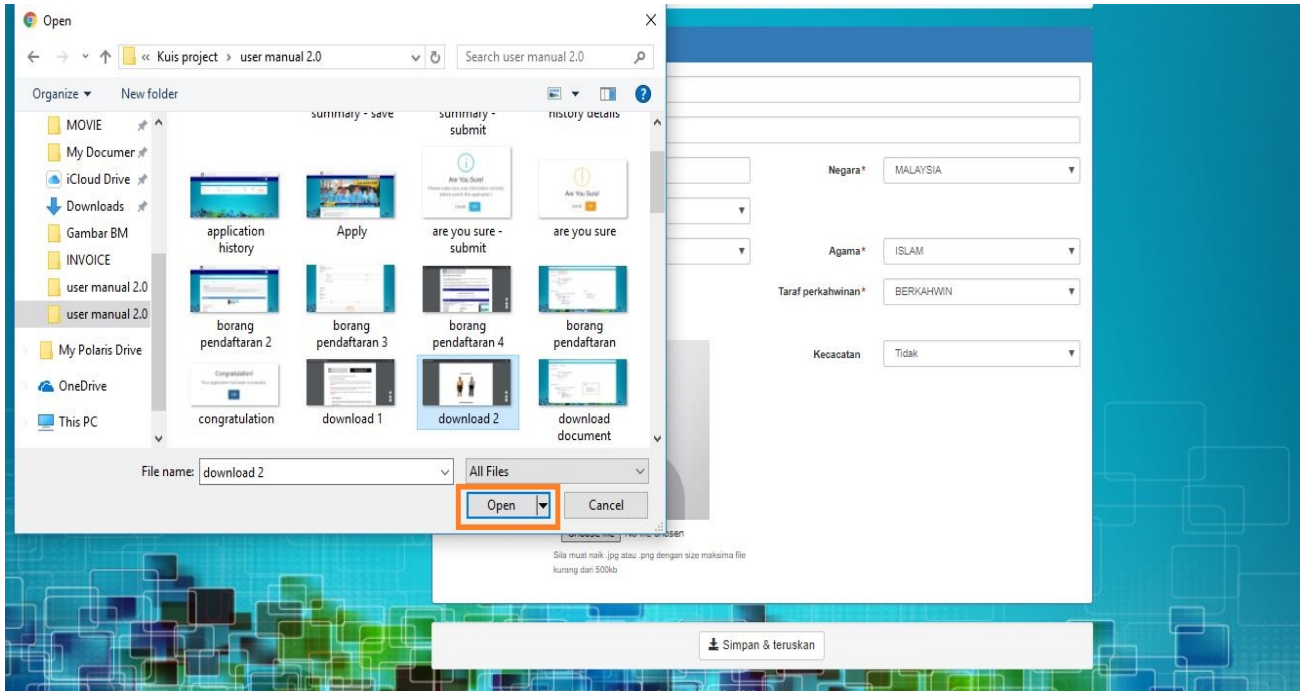 Open
« Kuis project › user manual 2.0
Search user manual 2.0
Organize
New folder
MOVIE
My Documer
iCloud Drive
Downloads
Gambar BM
INVOICE
user manual 2.0
user manual 2.0
My Polaris Drive
OneDrive
This PC
summary - save
summary -
submit
history details
application
history
Apply
Are You Sure!
are you sure -
submit
Are You Sure!
are you sure
borang
pendaftaran 2
borang
pendaftaran 3
borang
pendaftaran 4
borang
pendaftaran
Congratulation!
congratulation
download 1
download 2
download
document
File name:
download 2
All Files
Open
Cancel
Negara*
MALAYSIA
Agama*
ISLAM
Taraf perkahwinan*
BERKAHWIN
Kecacatan
Tidak
Choose file No file chosen
Sila muat naik .jpg atau .png dengan size maksima file
kurang dari 500kb
Simpan & teruskan